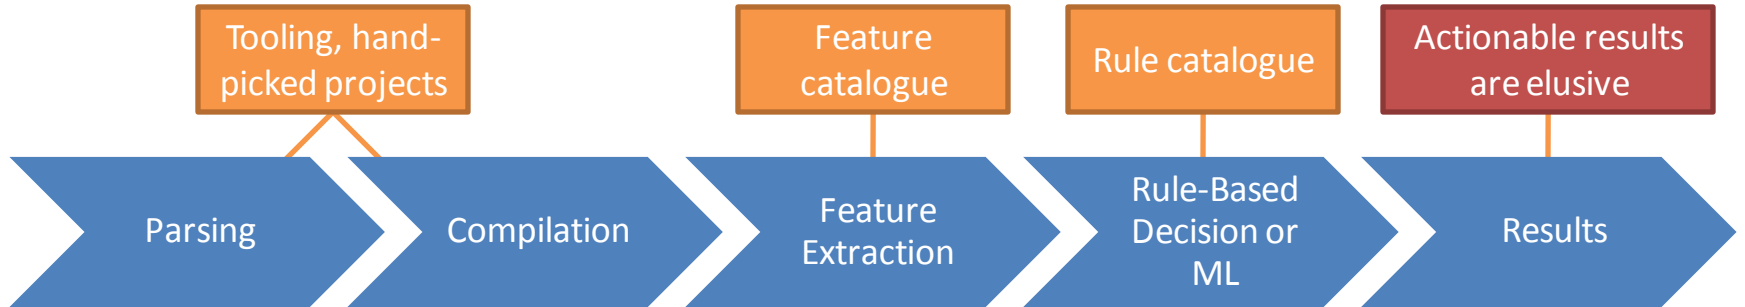 Tooling, hand-
picked projects
Feature
catalogue
Rule catalogue
Actionable results
are elusive
Parsing
Compilation
Feature
Extraction
Rule-Based
Decision or
ML
Results